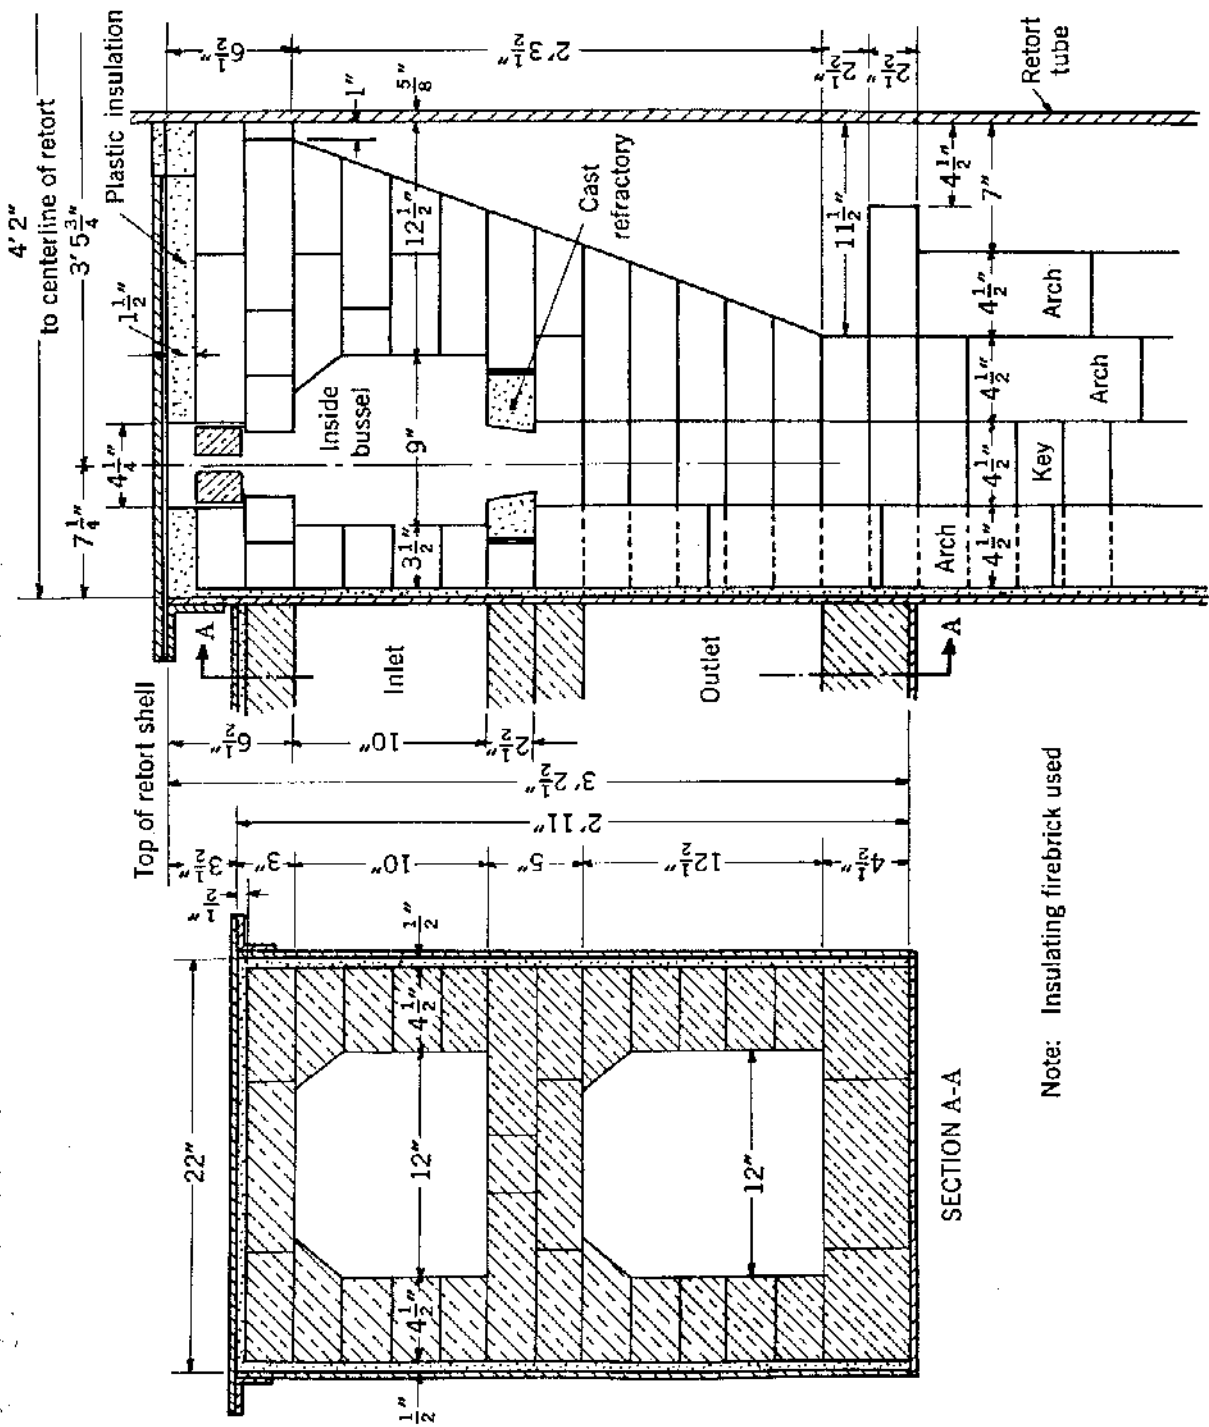 4' 2"
to centerline of retort
3' 5 3/4"
Plastic insulation
1 1/2"
4 1/4"
7 1/4"
6 1/2"
1"
5/8"
2' 3 1/2"
2 1/2"
2 1/2"
Retort
tube
Inside
bussel
12 1/2"
Cast
refractory
9"
3 1/2"
11 1/2"
4 1/2"
7"
4 1/2"
Arch
4 1/2"
Arch
4 1/2"
Key
4 1/2"
Arch
A
Inlet
Outlet
A
Top of retort shell
6 1/2"
10"
2 1/2"
3' 2 1/2"
2' 11"
3 1/2"
3"
10"
5"
12 1/2"
4 1/2"
1/2"
1/2"
22"
4 1/2"
12"
4 1/2"
12"
1/2"
SECTION A-A
Note: Insulating firebrick used